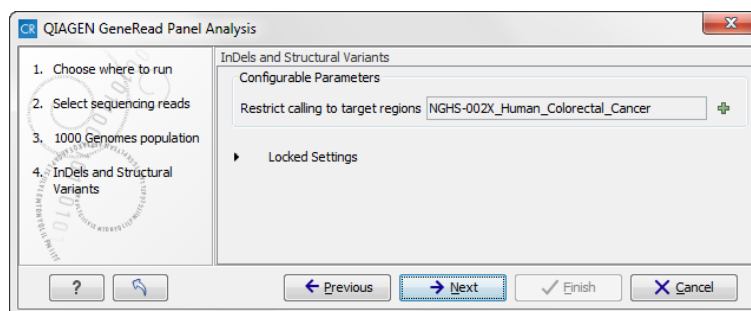 CR QIAGEN GeneRead Panel Analysis
x
1. Choose where to run
2. Select sequencing reads
3. 1000 Genomes population
4. InDels and Structural
Variants
InDels and Structural Variants
Configurable Parameters
Restrict calling to target regions NGHS-002X_Human_Colorectal_Cancer
Locked Settings
? Previous Next Finish Cancel